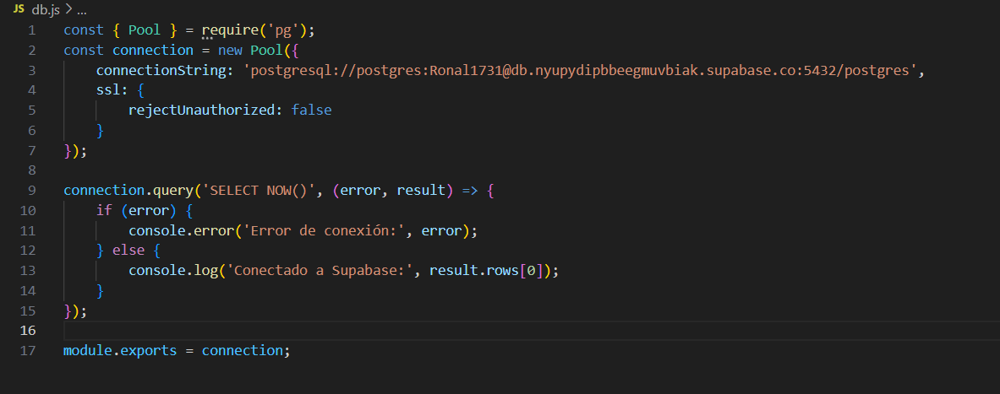 JS db.js > ...
1 const { Pool } = require('pg');
2 const connection = new Pool({
3 connectionString: 'postgresql://postgres:Ronal1731@db.nyupydipbbeegmuvbiak.supabase.co:5432/postgres',
4 ssl: {
5 rejectUnauthorized: false
6 }
7 });
8
9 connection.query('SELECT NOW()', (error, result) => {
10 if (error) {
11 console.error('Error de conexión:', error);
12 } else {
13 console.log('Conectado a Supabase:', result.rows[0]);
14 }
15 });
16
17 module.exports = connection;